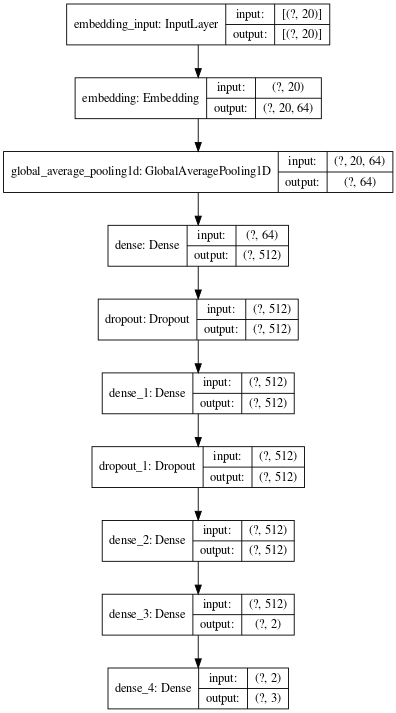 embedding_input: InputLayer input: [(?, 20)]
output: [(?, 20)]
embedding: Embedding input: (?, 20)
output: (?, 20, 64)
global_average_pooling1d: GlobalAveragePooling1D input: (?, 20, 64)
output: (?, 64)
dense: Dense input: (?, 64)
output: (?, 512)
dropout: Dropout input: (?, 512)
output: (?, 512)
dense_1: Dense input: (?, 512)
output: (?, 512)
dropout_1: Dropout input: (?, 512)
output: (?, 512)
dense_2: Dense input: (?, 512)
output: (?, 512)
dense_3: Dense input: (?, 512)
output: (?, 2)
dense_4: Dense input: (?, 2)
output: (?, 3)